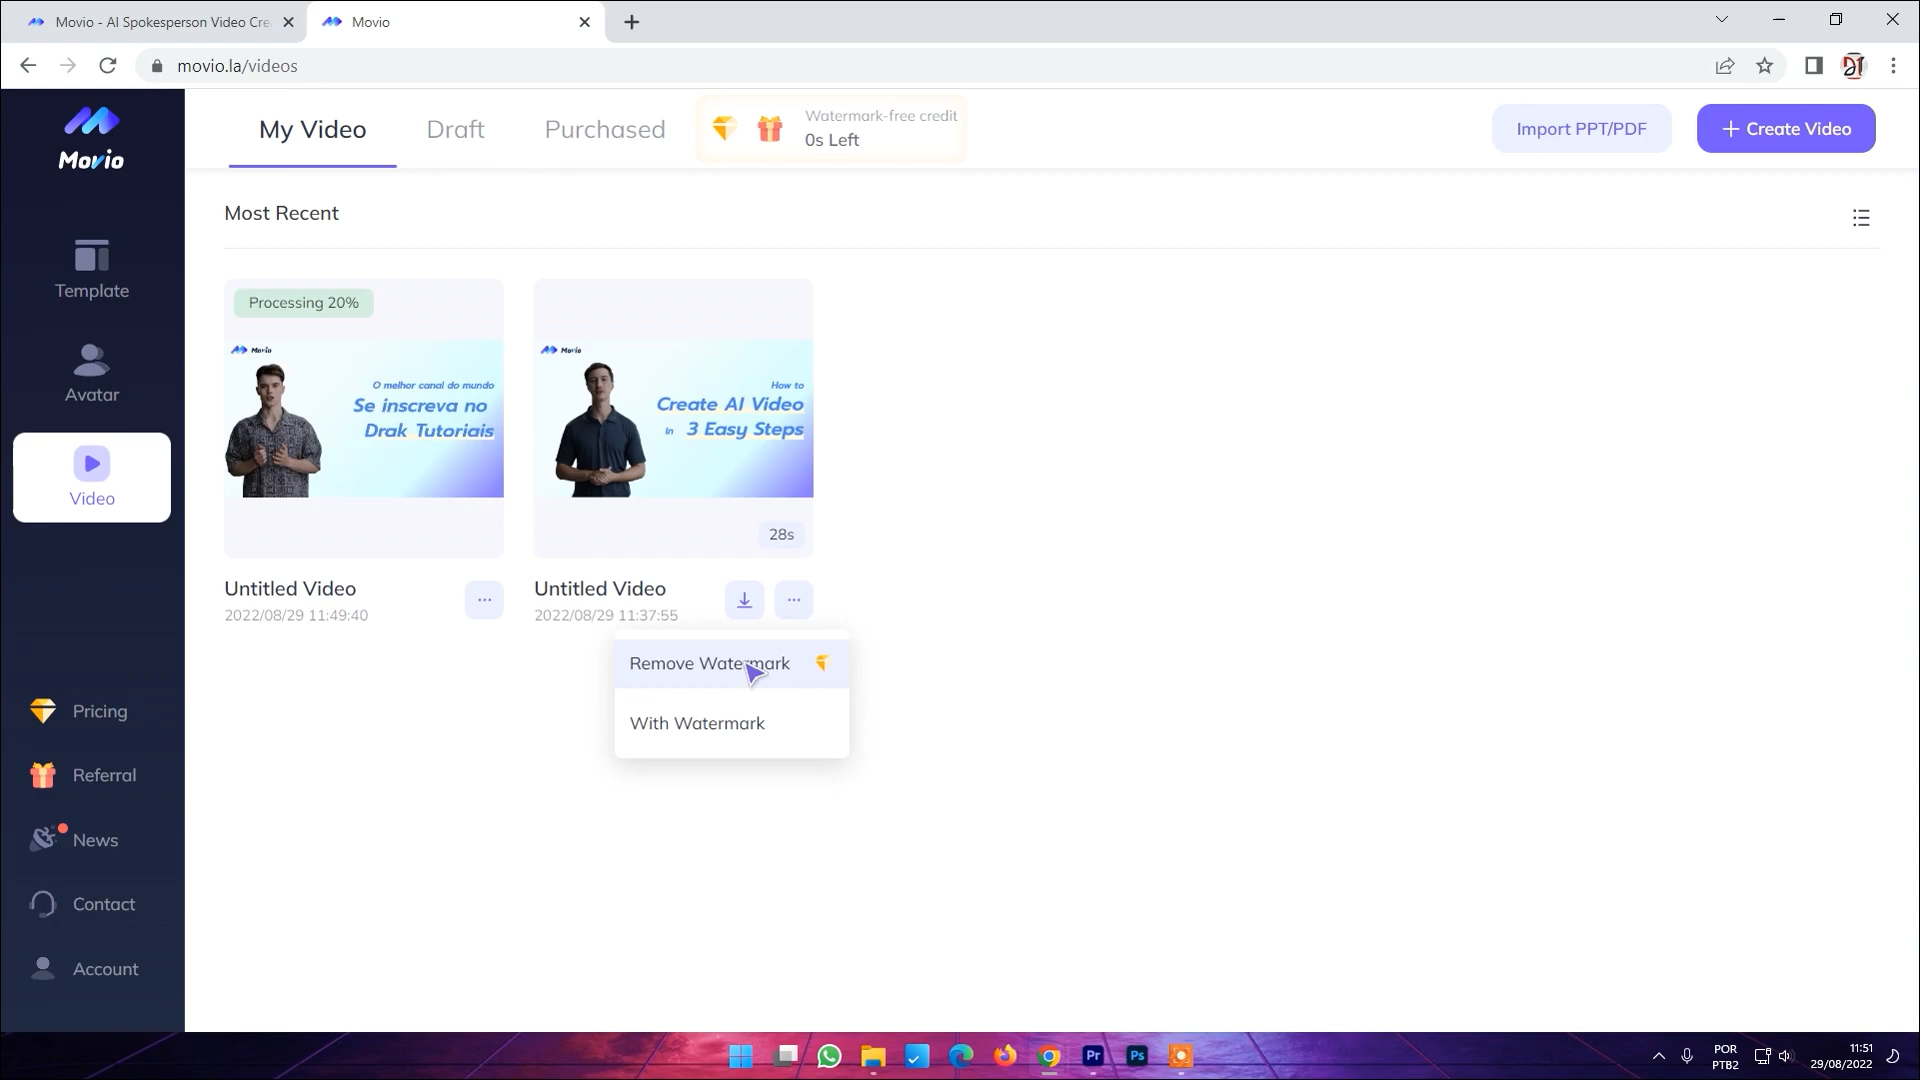 Movio - AI Spokesperson Video Cre
Movio
movio.la/videos
Movio
Template
Avatar
Video
Pricing
Referral
News
Contact
Account
My Video
Draft
Purchased
Watermark-free credit
0s Left
Import PPT/PDF
+ Create Video
Most Recent
Processing 20%
Movio
O melhor canal do mundo
Se inscreva no
Drak Tutoriais
Untitled Video
2022/08/29 11:49:40
Movio
How to
Create AI Video
In 3 Easy Steps
28s
Untitled Video
2022/08/29 11:37:55
Remove Watermark
With Watermark
Pr
Ps
POR
PTB2
11:51
29/08/2022